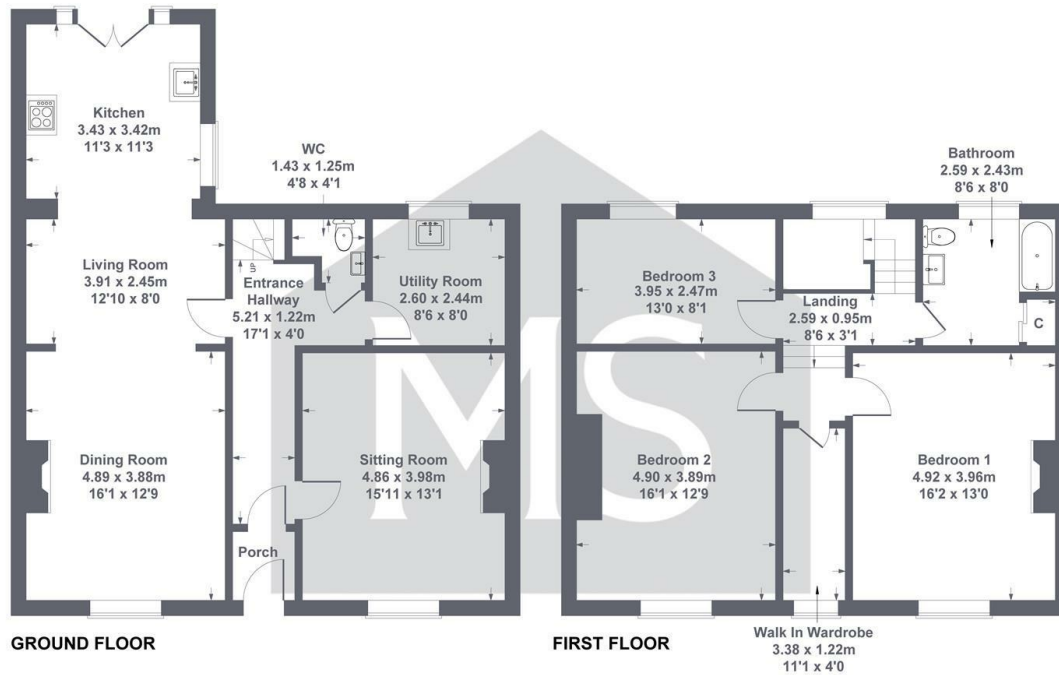 Kitchen
3.43 x 3.42m
11'3 x 11'3
WC
1.43 x 1.25m
4'8 x 4'1
Living Room
3.91 x 2.45m
12'10 x 8'0
UP
Entrance
Hallway
5.21 x 1.22m
17'1 x 4'0
Utility Room
2.60 x 2.44m
8'6 x 8'0
Dining Room
4.89 x 3.88m
16'1 x 12'9
Sitting Room
4.86 x 3.98m
15'11 x 13'1
Porch
GROUND FLOOR
Bathroom
2.59 x 2.43m
8'6 x 8'0
Bedroom 3
3.95 x 2.47m
13'0 x 8'1
Landing
2.59 x 0.95m
8'6 x 3'1
C
Bedroom 2
4.90 x 3.89m
16'1 x 12'9
Bedroom 1
4.92 x 3.96m
16'2 x 13'0
Walk In Wardrobe
3.38 x 1.22m
11'1 x 4'0
FIRST FLOOR
MS